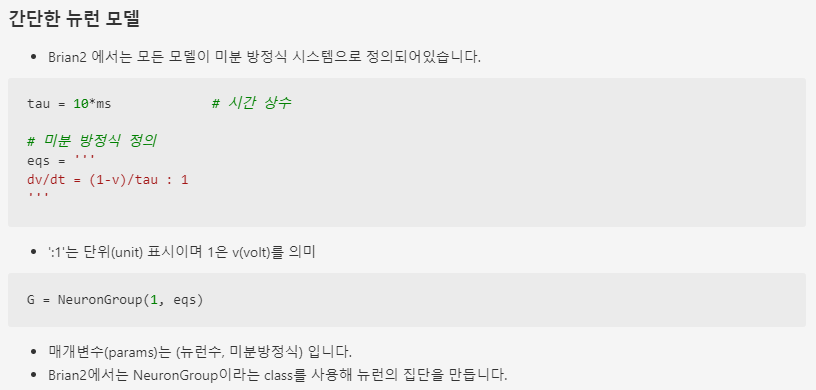 간단한 뉴런 모델
Brian2 에서는 모든 모델이 미분 방정식 시스템으로 정의되어있습니다.
tau = 10*ms # 시간 상수
# 미분 방정식 정의
eqs = '''
dv/dt = (1-v)/tau : 1
'''
':1'는 단위(unit) 표시이며 1은 v(volt)를 의미
G = NeuronGroup(1, eqs)
매개변수(params)는 (뉴런수, 미분방정식) 입니다.
Brian2에서는 NeuronGroup이라는 class를 사용해 뉴런의 집단을 만듭니다.